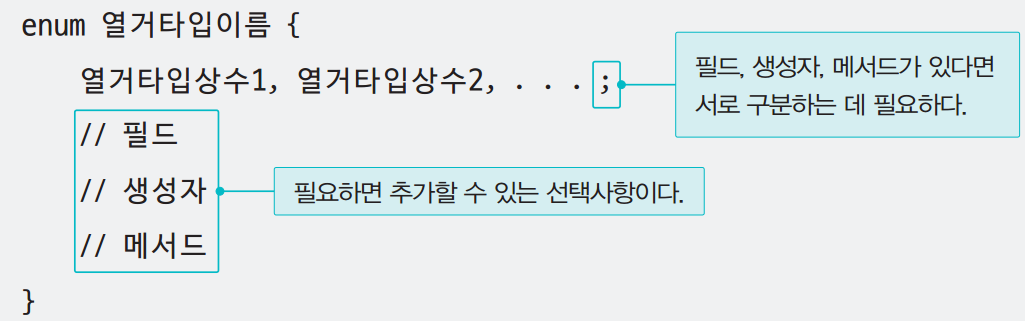 enum 열거타입이름 {
열거타입상수1, 열거타입상수2, . . . ;
필드, 생성자, 메서드가 있다면
서로 구분하는 데 필요하다.
// 필드
// 생성자
필요하면 추가할 수 있는 선택사항이다.
// 메서드
}